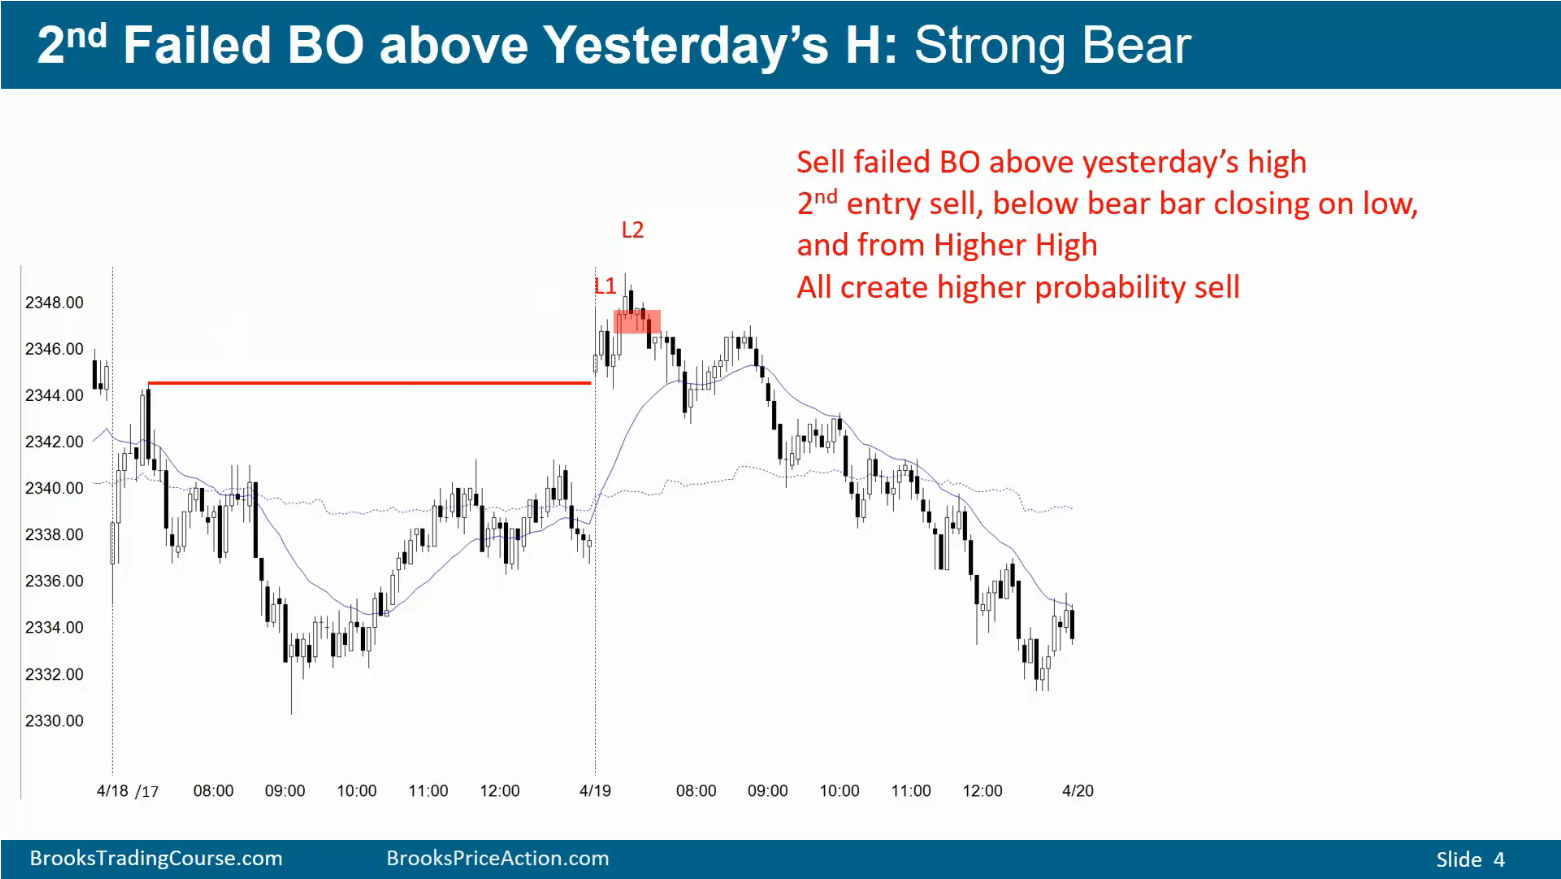 2nd Failed BO above Yesterday's H: Strong Bear
Sell failed BO above yesterday's high
2nd entry sell, below bear bar closing on low,
and from Higher High
All create higher probability sell
L2
L1
2348.00
2346.00
2344.00
2342.00
2340.00
2338.00
2336.00
2334.00
2332.00
2330.00
4/18 /17 08:00 09:00 10:00 11:00 12:00 4/19 08:00 09:00 10:00 11:00 12:00 4/20
BrooksTradingCourse.com BrooksPriceAction.com Slide 4